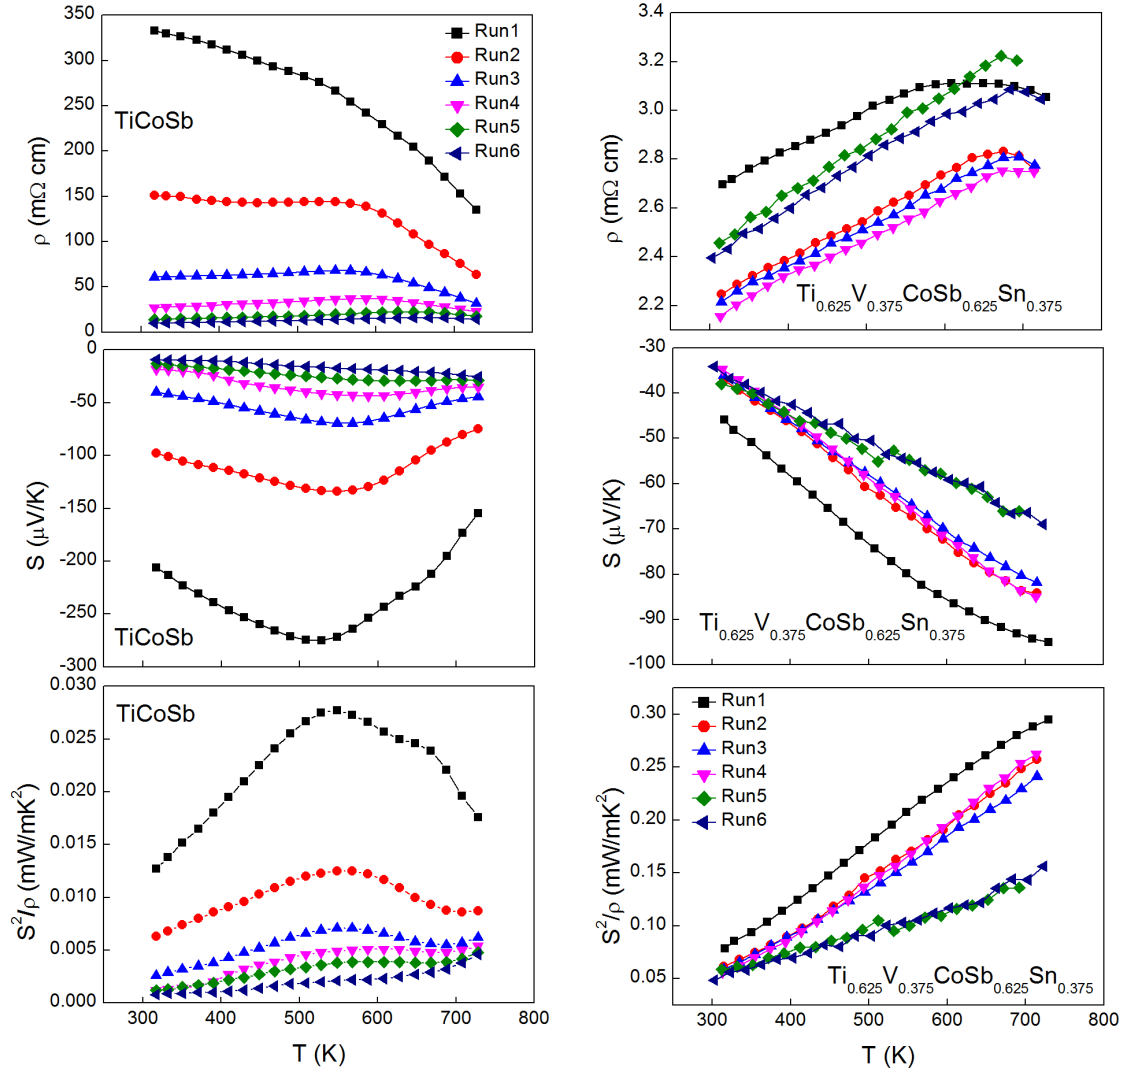 350
300
250
200
150
100
50
0
ρ (mΩ cm)
TiCoSb
Run1
Run2
Run3
Run4
Run5
Run6
3.4
3.2
3.0
2.8
2.6
2.4
2.2
ρ (mΩ cm)
Ti0.625V0.375CoSb0.625Sn0.375
300 400 500 600 700 800
0
-50
-100
-150
-200
-250
-300
S (μV/K)
TiCoSb
-30
-40
-50
-60
-70
-80
-90
-100
S (μV/K)
Ti0.625V0.375CoSb0.625Sn0.375
0.030
0.025
0.020
0.015
0.010
0.005
0.000
S2/ρ (mW/mK2)
TiCoSb
300 400 500 600 700 800
T (K)
0.30
0.25
0.20
0.15
0.10
0.05
S2/ρ (mW/mK2)
Run1
Run2
Run3
Run4
Run5
Run6
Ti0.625V0.375CoSb0.625Sn0.375
300 400 500 600 700 800
T (K)